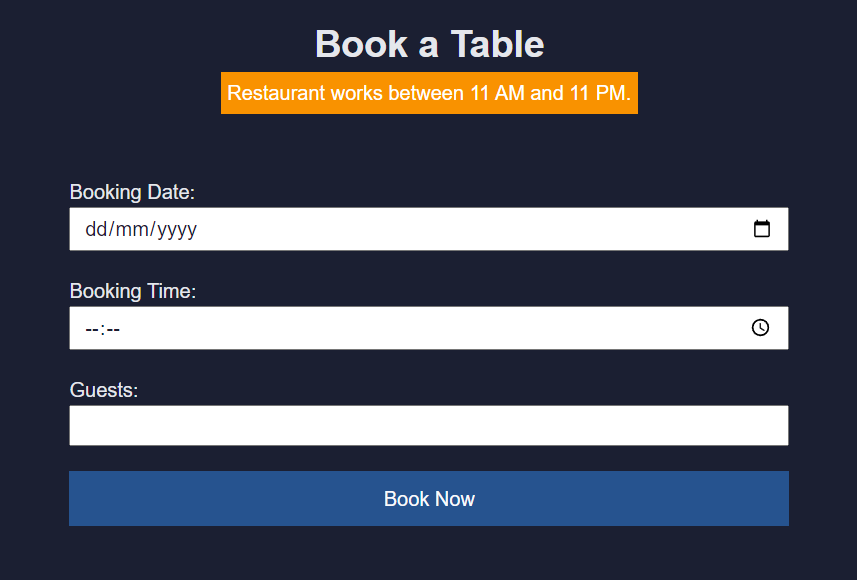 Book a Table
Restaurant works between 11 AM and 11 PM.
Booking Date:
dd/mm/yyyy
Booking Time:
--:--
Guests:
Book Now